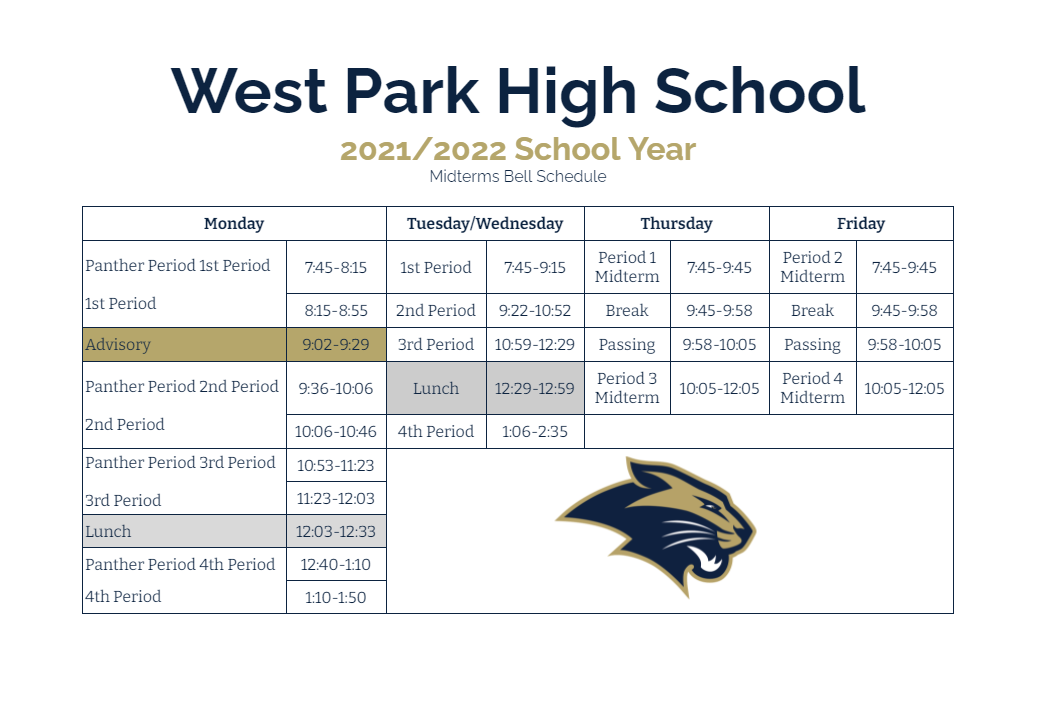 West Park High School
2021/2022 School Year
Midterms Bell Schedule
Monday Tuesday/Wednesday Thursday Friday
Panther Period 1st Period 7:45-8:15 1st Period 7:45-9:15 Period 1 Midterm 7:45-9:45 Period 2 Midterm 7:45-9:45
1st Period 8:15-8:55 2nd Period 9:22-10:52 Break 9:45-9:58 Break 9:45-9:58
Advisory 9:02-9:29 3rd Period 10:59-12:29 Passing 9:58-10:05 Passing 9:58-10:05
Panther Period 2nd Period 9:36-10:06 Lunch 12:29-12:59 Period 3 Midterm 10:05-12:05 Period 4 Midterm 10:05-12:05
2nd Period 10:06-10:46 4th Period 1:06-2:35
Panther Period 3rd Period 10:53-11:23
3rd Period 11:23-12:03
Lunch 12:03-12:33
Panther Period 4th Period 12:40-1:10
4th Period 1:10-1:50